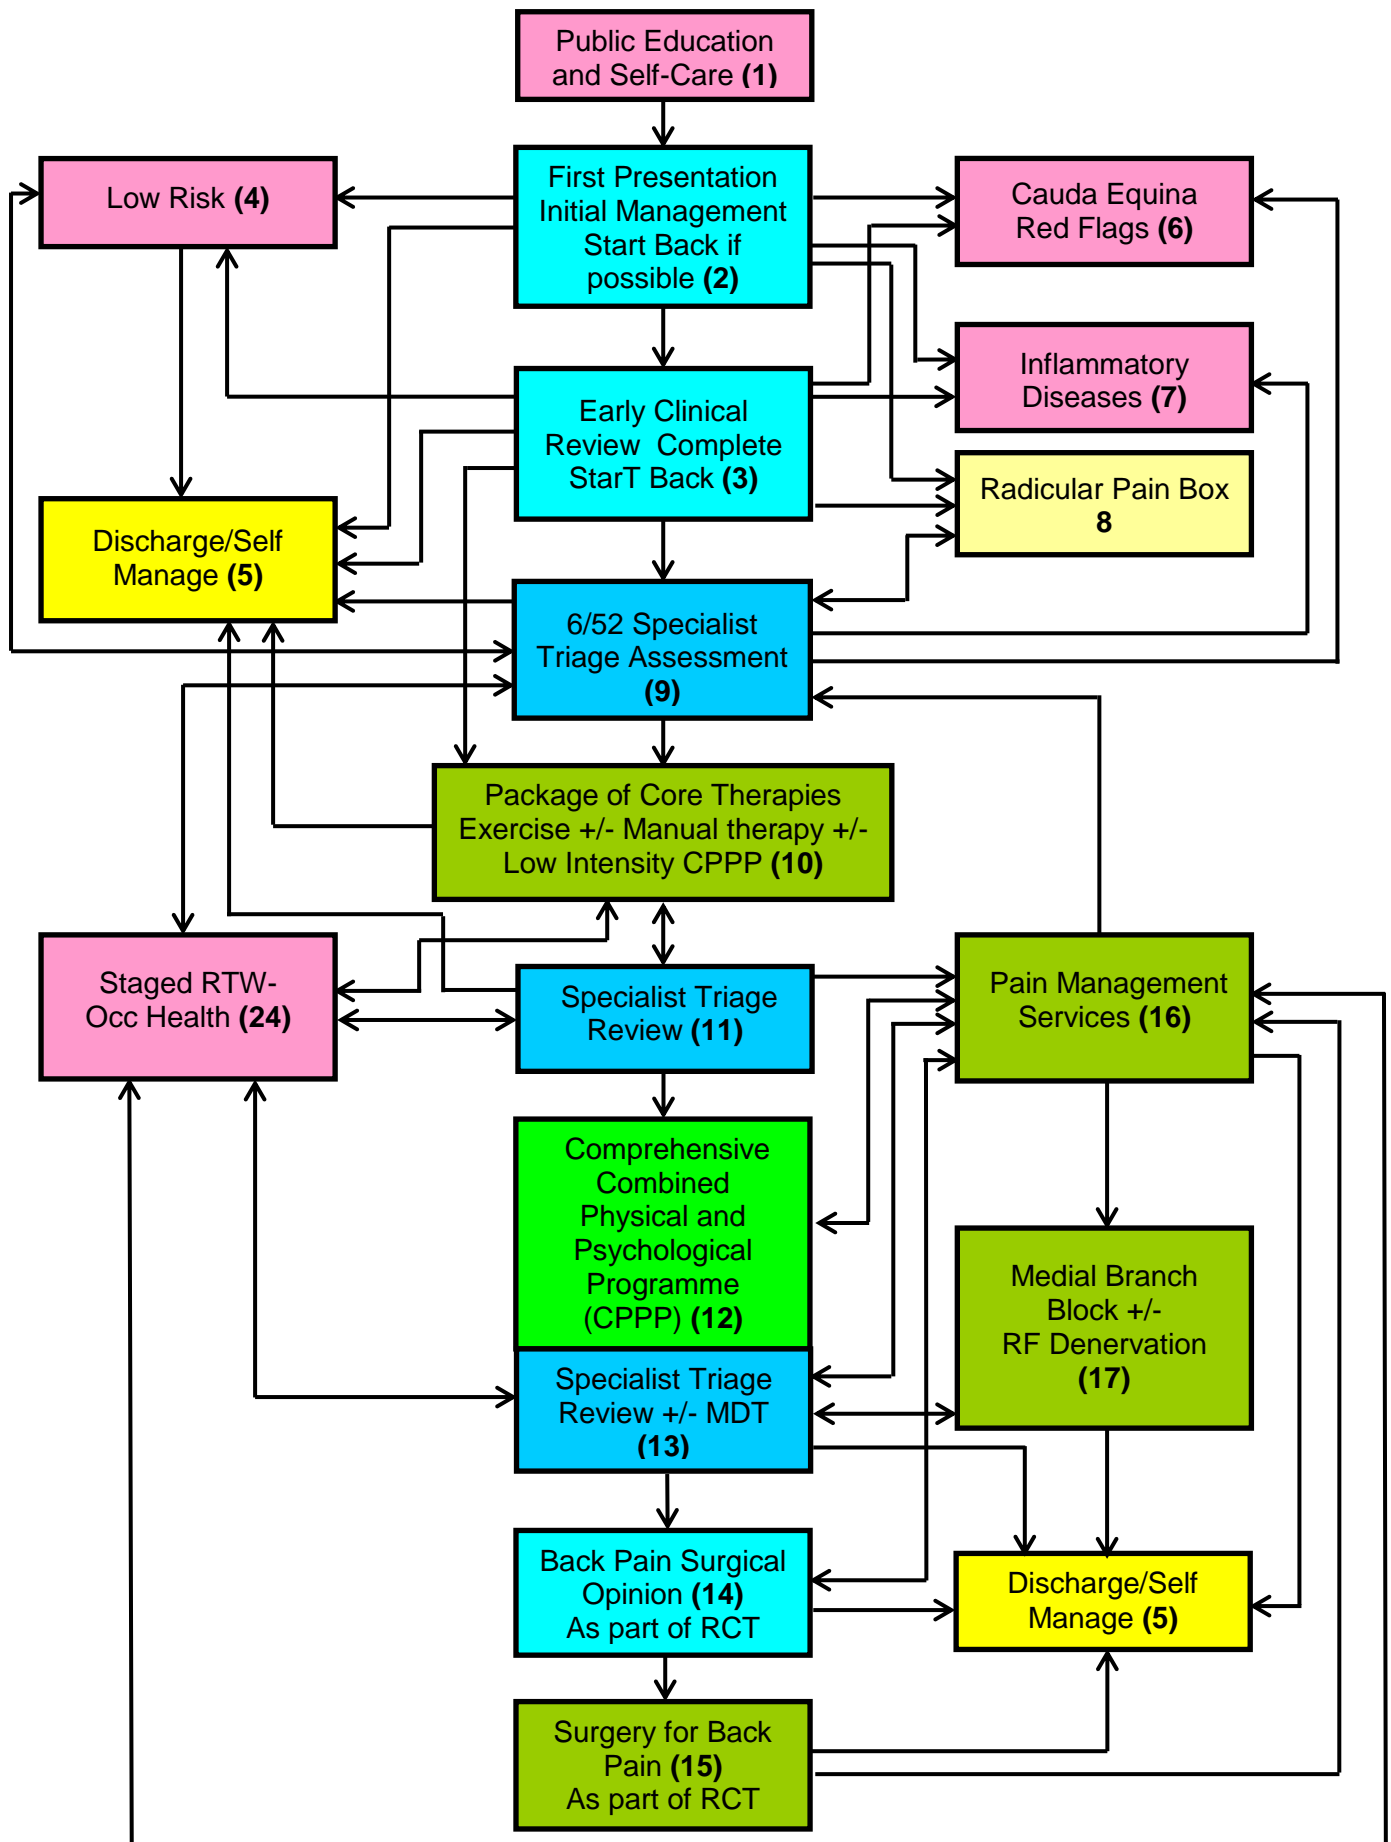 Public Education
and Self-Care (1)
First Presentation
Initial Management
Start Back if
possible (2)
Low Risk (4)
Cauda Equina
Red Flags (6)
Inflammatory
Diseases (7)
Early Clinical
Review Complete
StarT Back (3)
Radicular Pain Box
8
Discharge/Self
Manage (5)
6/52 Specialist
Triage Assessment
(9)
Package of Core Therapies
Exercise +/- Manual therapy +/-
Low Intensity CPPP (10)
Staged RTW-
Occ Health (24)
Specialist Triage
Review (11)
Pain Management
Services (16)
Comprehensive
Combined
Physical and
Psychological
Programme
(CPPP) (12)
Medial Branch
Block +/-
RF Denervation
(17)
Specialist Triage
Review +/- MDT
(13)
Back Pain Surgical
Opinion (14)
As part of RCT
Discharge/Self
Manage (5)
Surgery for Back
Pain (15)
As part of RCT